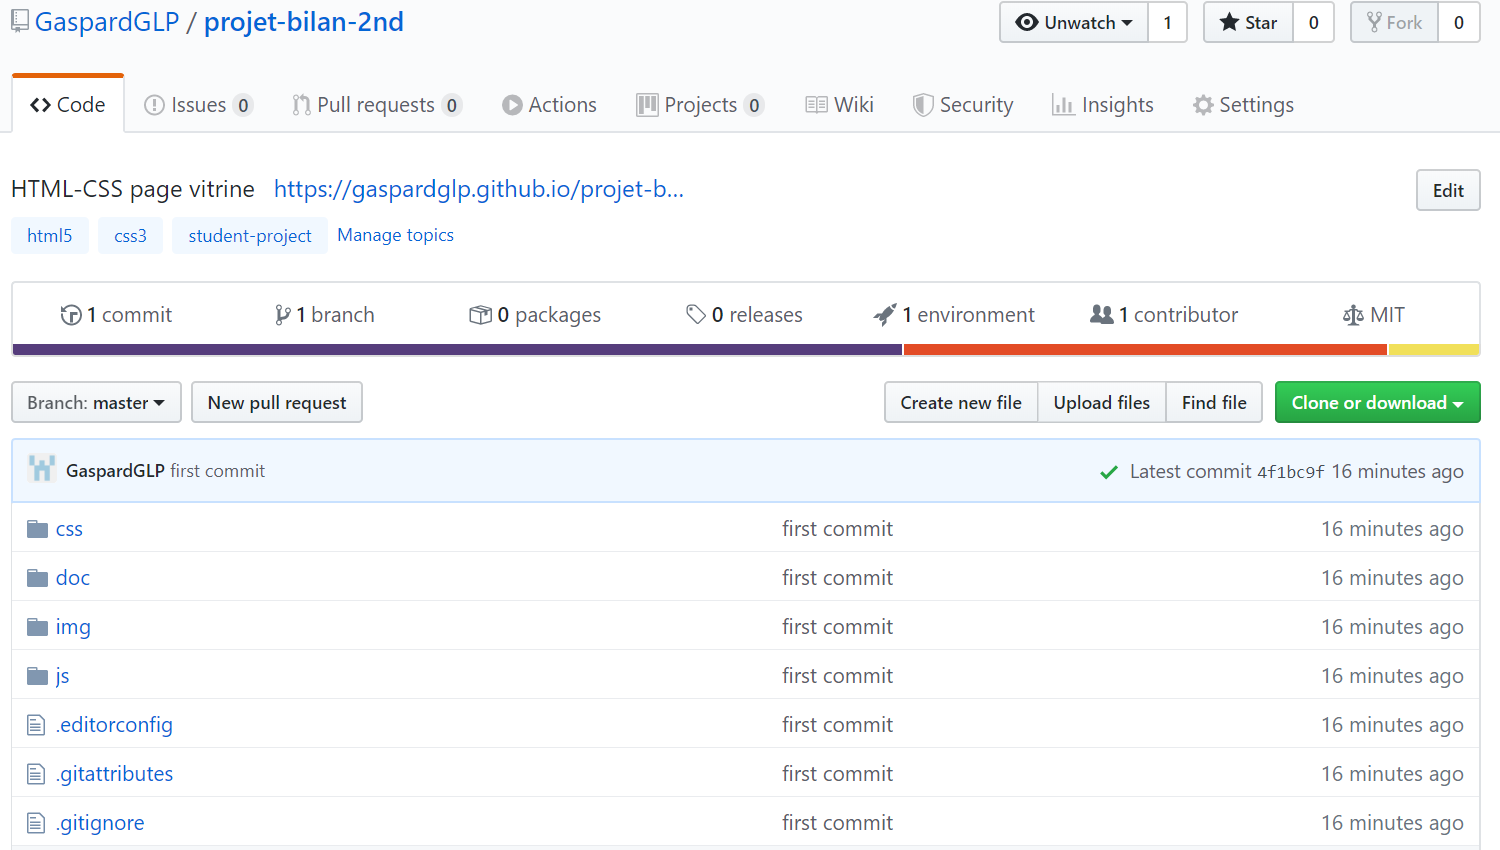 GaspardGLP / projet-bilan-2nd
Unwatch 1 Star 0 Fork 0
Code Issues 0 Pull requests 0 Actions Projects 0 Wiki Security Insights Settings
HTML-CSS page vitrine https://gaspardglp.github.io/projet-b...
Edit
html5 css3 student-project Manage topics
1 commit 1 branch 0 packages 0 releases 1 environment 1 contributor MIT
Branch: master New pull request Create new file Upload files Find file Clone or download
GaspardGLP first commit Latest commit 4f1bc9f 16 minutes ago
css first commit 16 minutes ago
doc first commit 16 minutes ago
img first commit 16 minutes ago
js first commit 16 minutes ago
.editorconfig first commit 16 minutes ago
.gitattributes first commit 16 minutes ago
.gitignore first commit 16 minutes ago